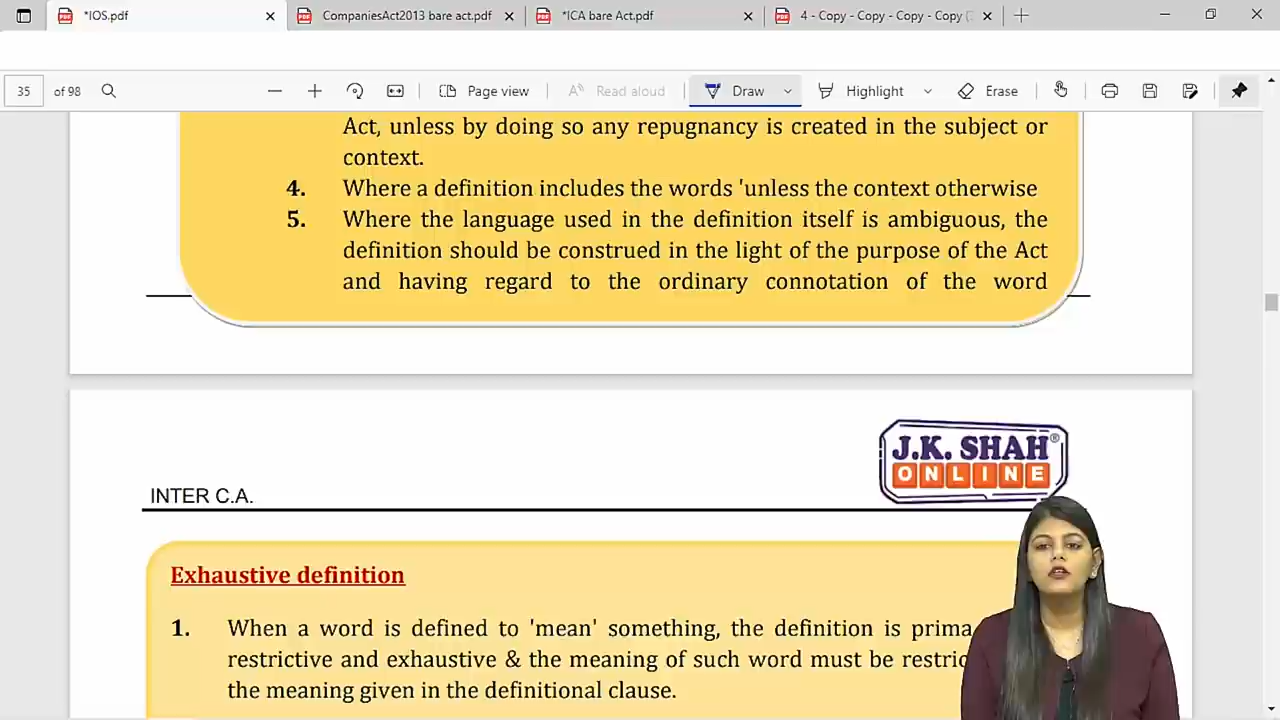 *IOS.pdf
CompaniesAct2013 bare act.pdf
*ICA bare Act.pdf
4 - Copy - Copy - Copy - Copy
35 of 98
Page view
Read aloud
Draw
Highlight
Erase
Act, unless by doing so any repugnancy is created in the subject or
context.
4. Where a definition includes the words 'unless the context otherwise
5. Where the language used in the definition itself is ambiguous, the
definition should be construed in the light of the purpose of the Act
and having regard to the ordinary connotation of the word
J.K. SHAH®
ONLINE
INTER C.A.
Exhaustive definition
1. When a word is defined to 'mean' something, the definition is prima
restrictive and exhaustive & the meaning of such word must be restric
the meaning given in the definitional clause.